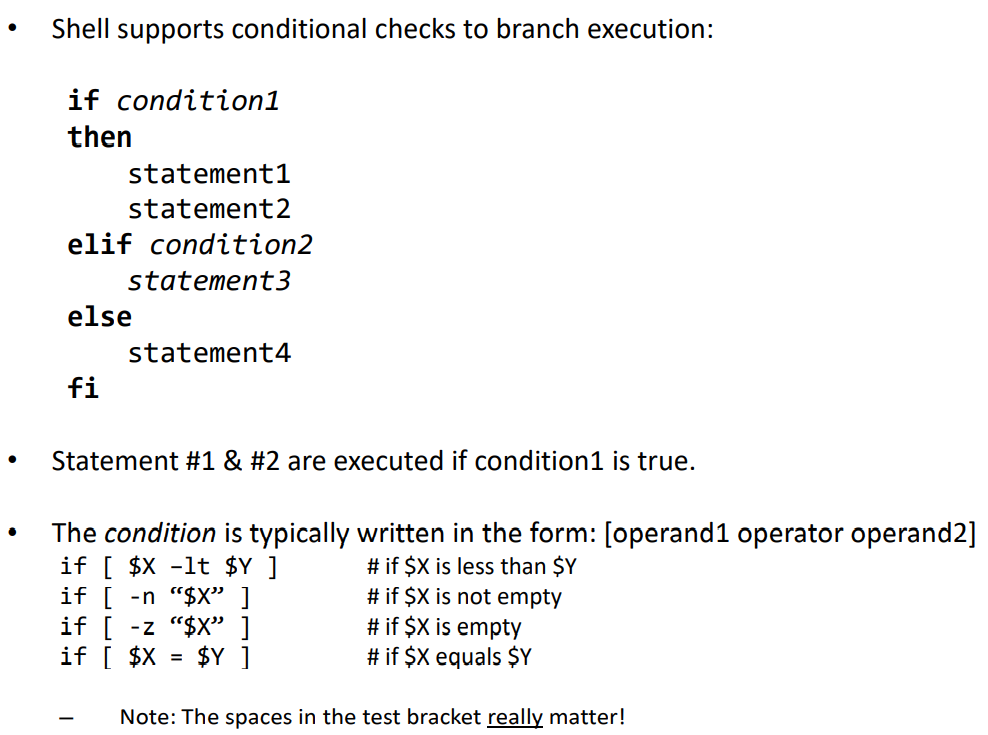 • Shell supports conditional checks to branch execution:
if condition1
then
statement1
statement2
elif condition2
statement3
else
statement4
fi
• Statement #1 & #2 are executed if condition1 is true.
• The condition is typically written in the form: [operand1 operator operand2]
if [ $X –lt $Y ] # if $X is less than $Y
if [ -n “$X” ] # if $X is not empty
if [ -z “$X” ] # if $X is empty
if [ $X = $Y ] # if $X equals $Y
– Note: The spaces in the test bracket really matter!